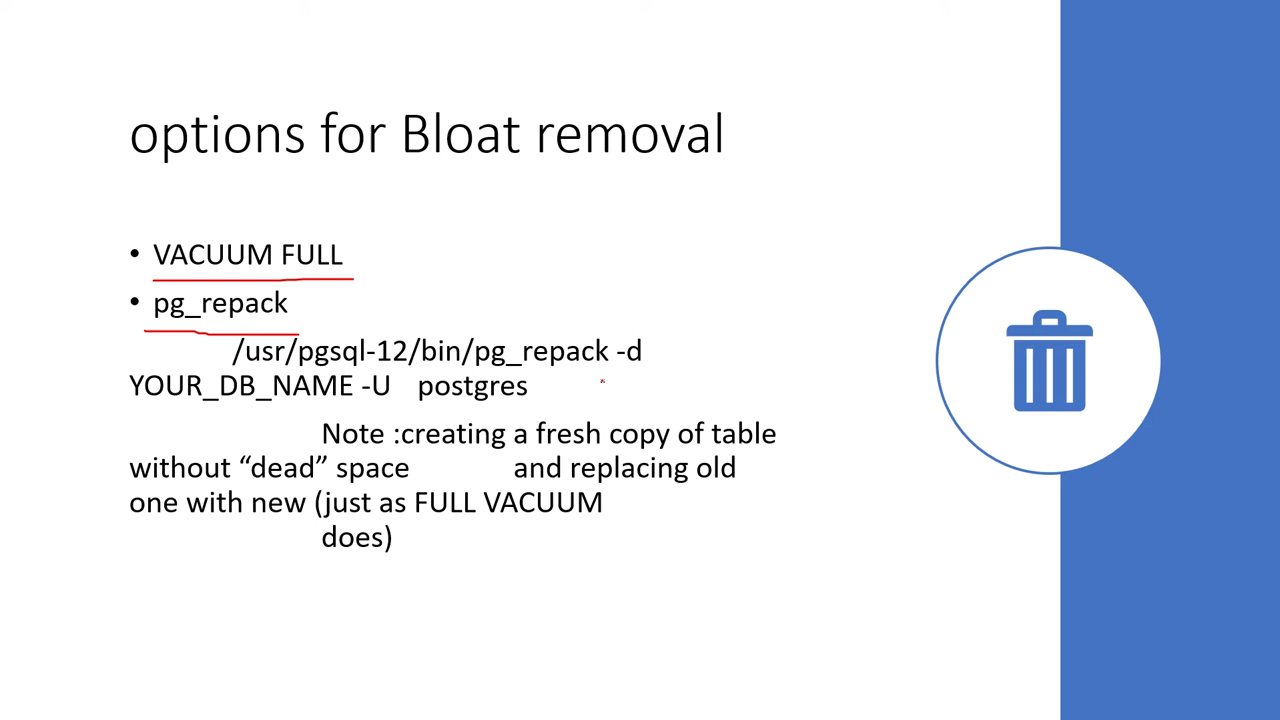 options for Bloat removal
• VACUUM FULL
• pg_repack
/usr/pgsql-12/bin/pg_repack -d
YOUR_DB_NAME -U postgres
Note :creating a fresh copy of table
without “dead” space and replacing old
one with new (just as FULL VACUUM
does)